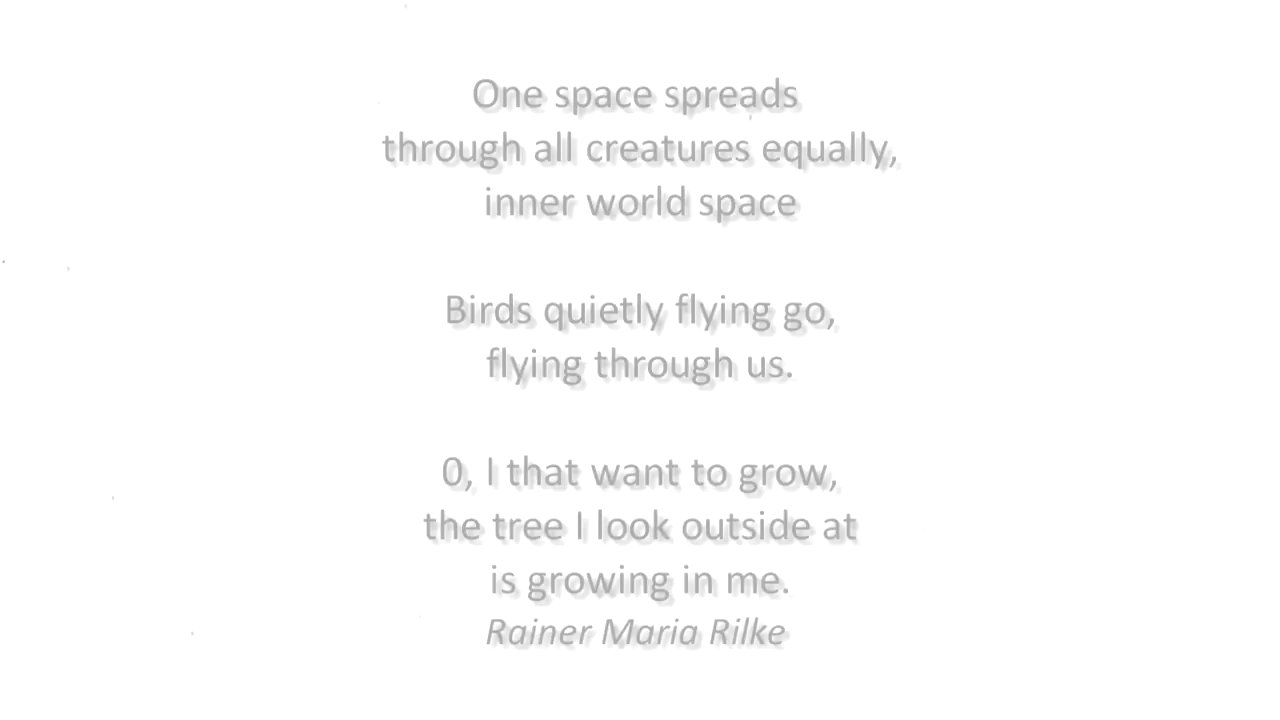 One space spreads
through all creatures equally,
inner world space
Birds quietly flying go,
flying through us.
0, I that want to grow,
the tree I look outside at
is growing in me.
Rainer Maria Rilke